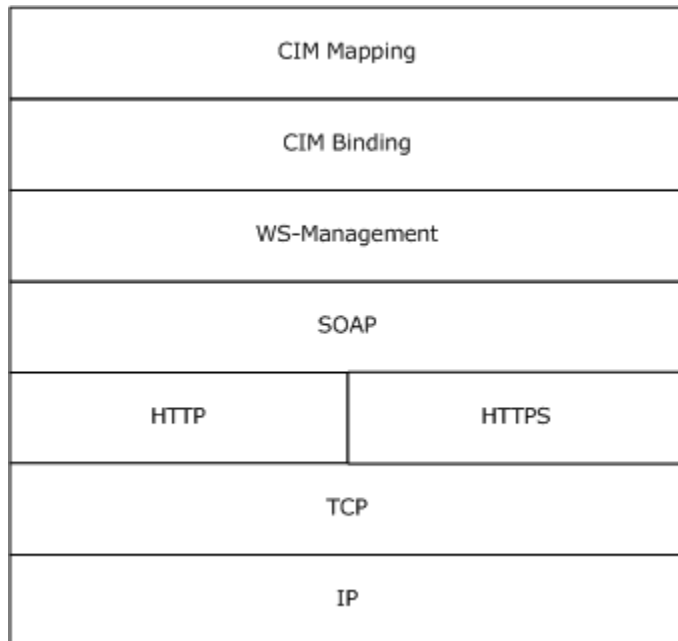 CIM Mapping
CIM Binding
WS-Management
SOAP
HTTP
HTTPS
TCP
IP